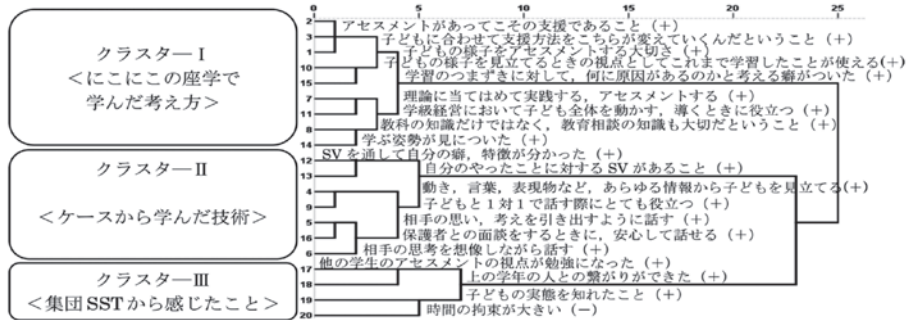 0 5 10 15 20 25
クラスター―Ⅰ
<にこにこの座学で
学んだ考え方>
2 アセスメントがあってこその支援であること (+)
3 子どもに合わせて支援方法をこちらが変えていくんだということ (+)
1 子どもの様子をアセスメントする大切さ (+)
10 子どもの様子を見立てるときの視点としてこれまで学習したことが使える(+)
15 学習のつまずきに対して,何に原因があるのかと考える癖がついた (+)
7 理論に当てはめて実践する,アセスメントする (+)
11 学級経営において子ども全体を動かす,導くときに役立つ (+)
8 教科の知識だけではなく,教育相談の知識も大切だということ (+)
14 学ぶ姿勢が見についた (+)
クラスター―Ⅱ
<ケースから学んだ技術>
12 SV を通して自分の癖,特徴が分かった (+)
13 自分のやったことに対する SV があること (+)
4 動き,言葉,表現物など,あらゆる情報から子どもを見立てる(+)
9 子どもと1対1で話す際にとても役立つ (+)
5 相手の思い,考えを引き出すように話す (+)
16 保護者との面談をするときに,安心して話せる (+)
6 相手の思考を想像しながら話す (+)
クラスター―Ⅲ
<集団 SST から感じたこと>
17 他の学生のアセスメントの視点が勉強になった (+)
18 上の学年の人との繋がりができた (+)
19 子どもの実態を知れたこと (+)
20 時間の拘束が大きい (−)